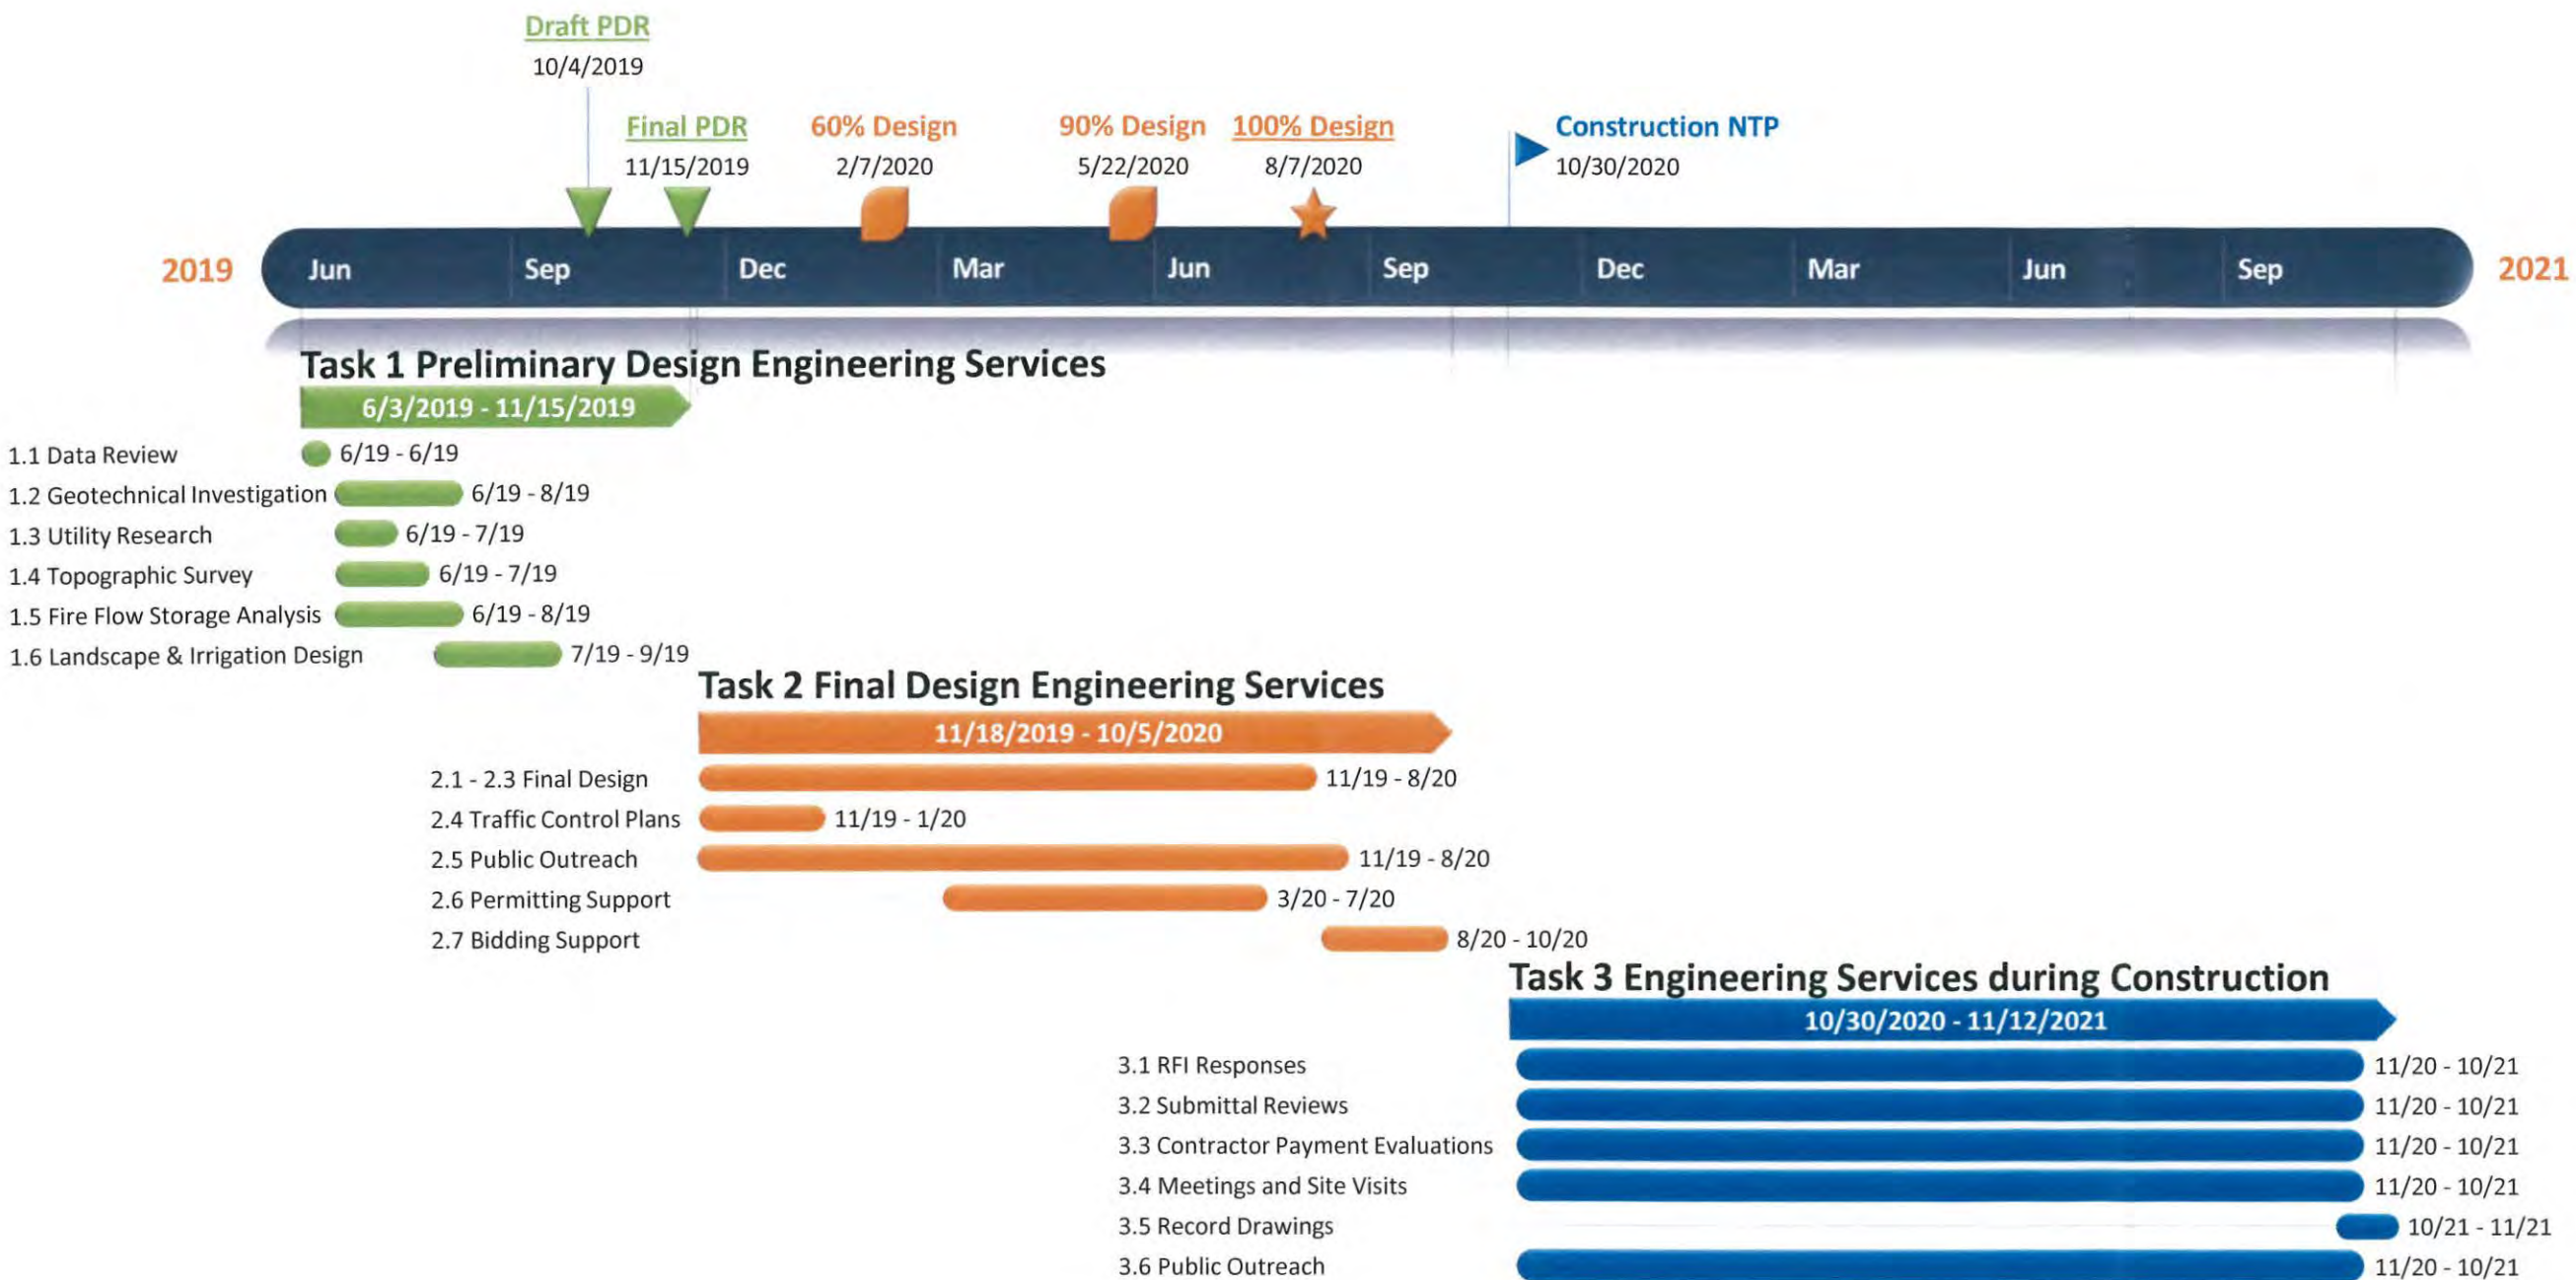 Draft PDR
10/4/2019
Final PDR
11/15/2019
60% Design
2/7/2020
90% Design
5/22/2020
100% Design
8/7/2020
Construction NTP
10/30/2020
2019 Jun Sep Dec Mar Jun Sep Dec Mar Jun Sep 2021
Task 1 Preliminary Design Engineering Services
6/3/2019 - 11/15/2019
1.1 Data Review 6/19 - 6/19
1.2 Geotechnical Investigation 6/19 - 8/19
1.3 Utility Research 6/19 - 7/19
1.4 Topographic Survey 6/19 - 7/19
1.5 Fire Flow Storage Analysis 6/19 - 8/19
1.6 Landscape & Irrigation Design 7/19 - 9/19
Task 2 Final Design Engineering Services
11/18/2019 - 10/5/2020
2.1 - 2.3 Final Design 11/19 - 8/20
2.4 Traffic Control Plans 11/19 - 1/20
2.5 Public Outreach 11/19 - 8/20
2.6 Permitting Support 3/20 - 7/20
2.7 Bidding Support 8/20 - 10/20
Task 3 Engineering Services during Construction
10/30/2020 - 11/12/2021
3.1 RFI Responses 11/20 - 10/21
3.2 Submittal Reviews 11/20 - 10/21
3.3 Contractor Payment Evaluations 11/20 - 10/21
3.4 Meetings and Site Visits 11/20 - 10/21
3.5 Record Drawings 10/21 - 11/21
3.6 Public Outreach 11/20 - 10/21